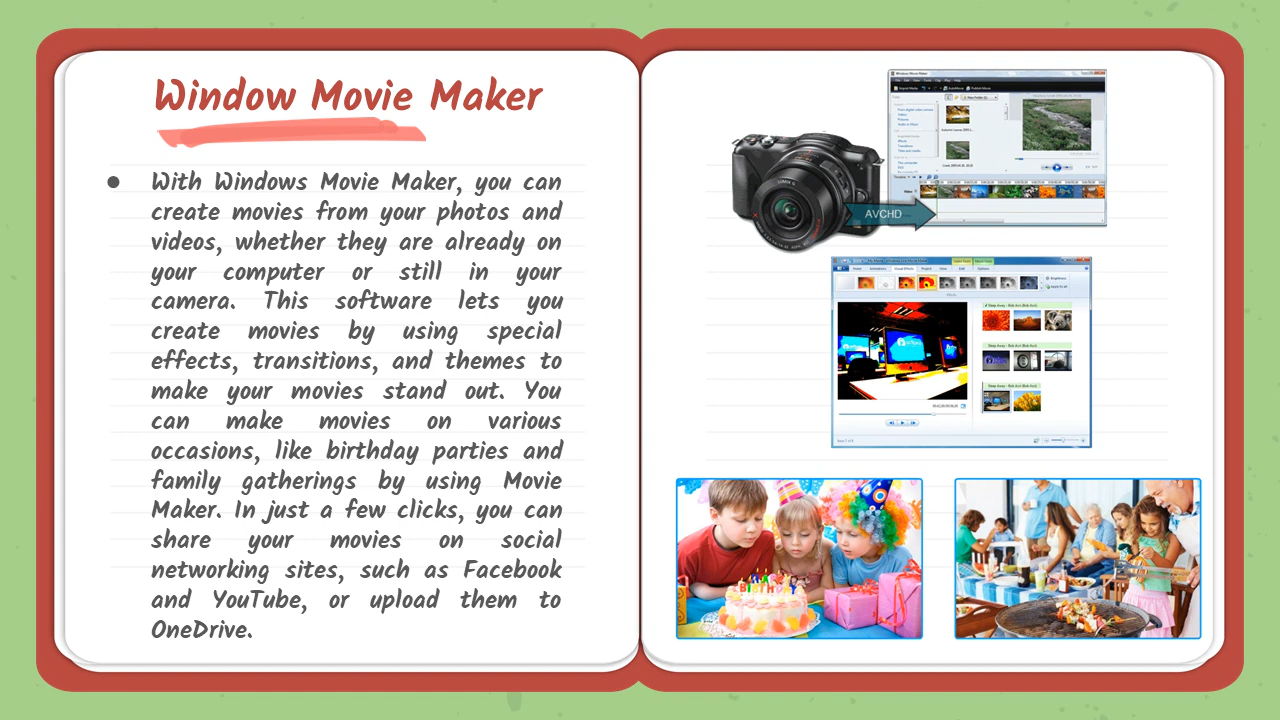 Window Movie Maker
With Windows Movie Maker, you can
create movies from your photos and
videos, whether they are already on
your computer or still in your
camera. This software lets you
create movies by using special
effects, transitions, and themes to
make your movies stand out. You
can make movies on various
occasions, like birthday parties and
family gatherings by using Movie
Maker. In just a few clicks, you can
share your movies on social
networking sites, such as Facebook
and YouTube, or upload them to
OneDrive.
AVCHD
LUMIX G